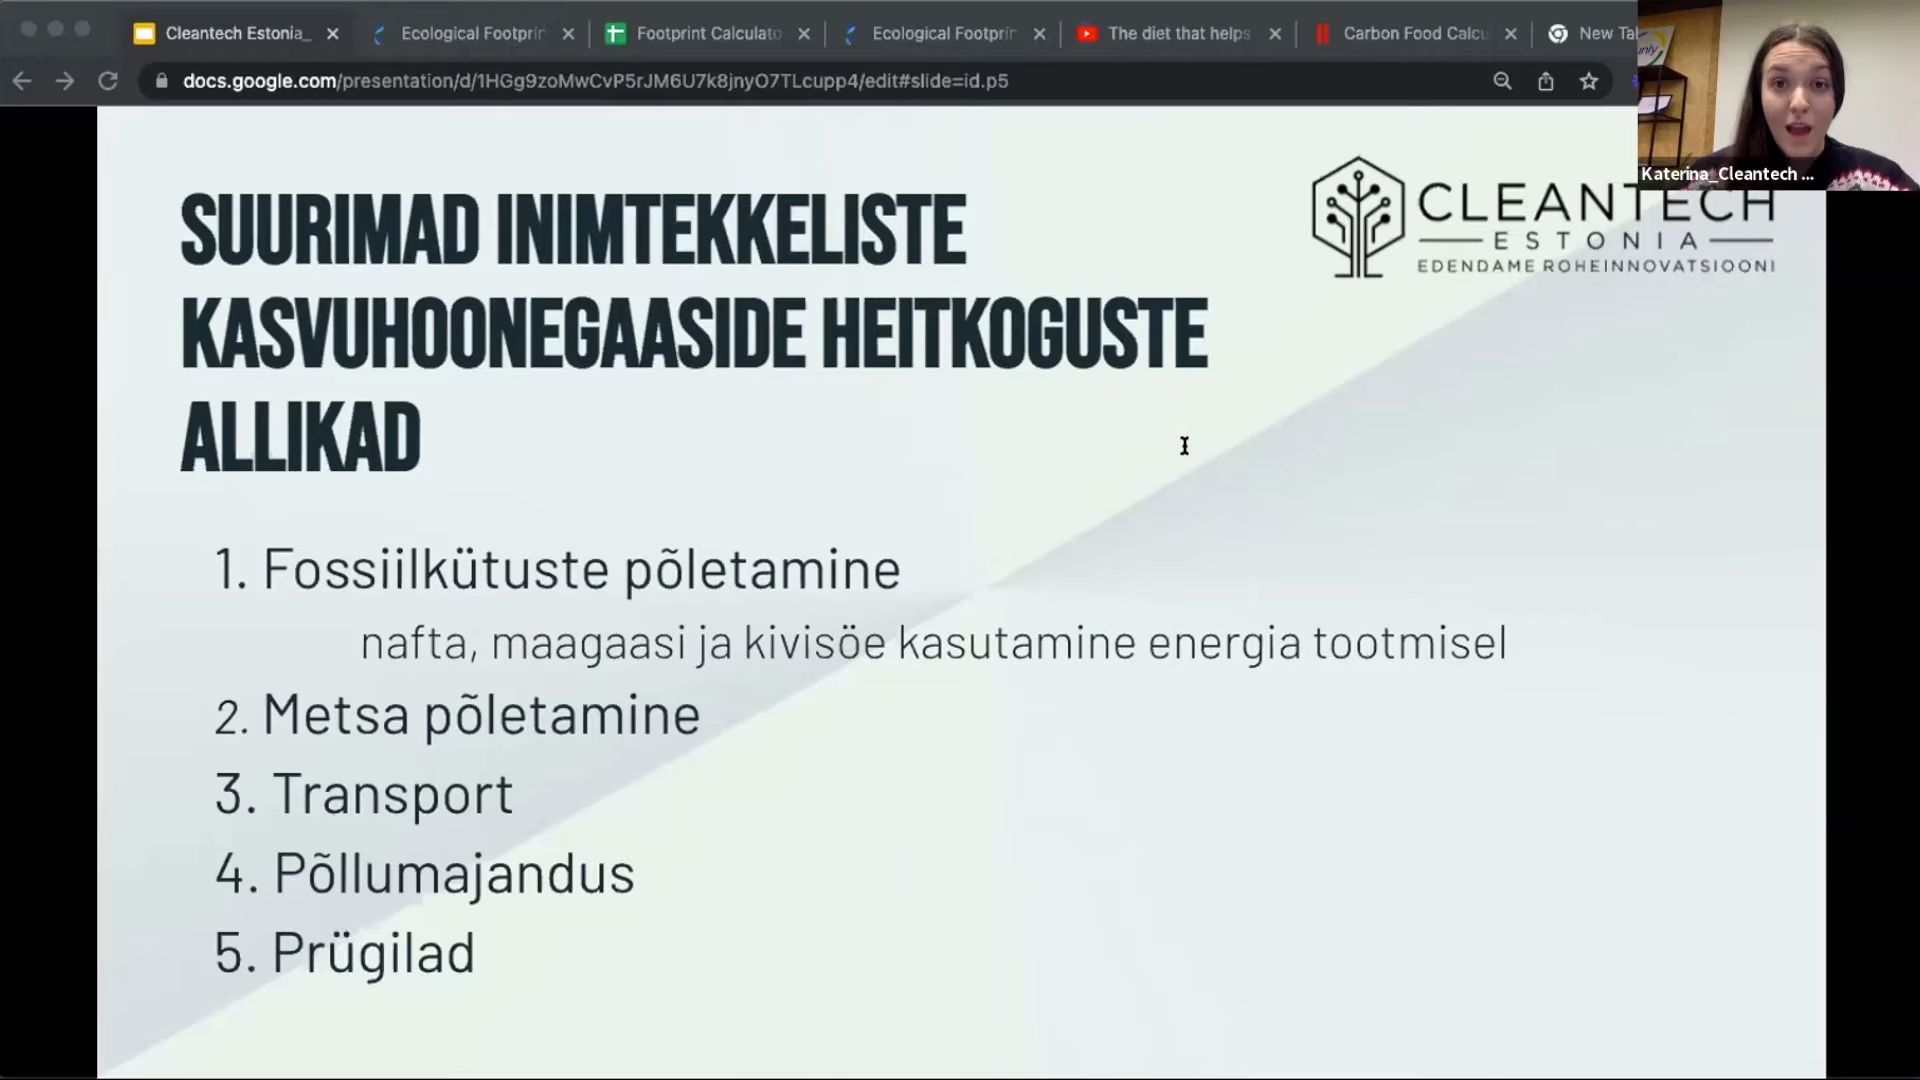 Cleantech Estonia_
Ecological Footprin
Footprint Calculato
Ecological Footprin
The diet that helps
Carbon Food Calcu
New Tal
docs.google.com/presentation/d/1HGg9zoMwCvP5rJM6U7k8jnyO7TLcupp4/edit#slide=id.p5
Katerina_Cleantech ...
SUURIMAD INIMTEKKELISTE
KASVUHOONEGAASIDE HEITKOGUSTE
ALLIKAD
CLEANTECH
ESTONIA
EDENDAME ROHEINNOVATSIOONI
1. Fossiilkütuste põletamine
nafta, maagaasi ja kivisöe kasutamine energia tootmisel
2. Metsa põletamine
3. Transport
4. Põllumajandus
5. Prügilad